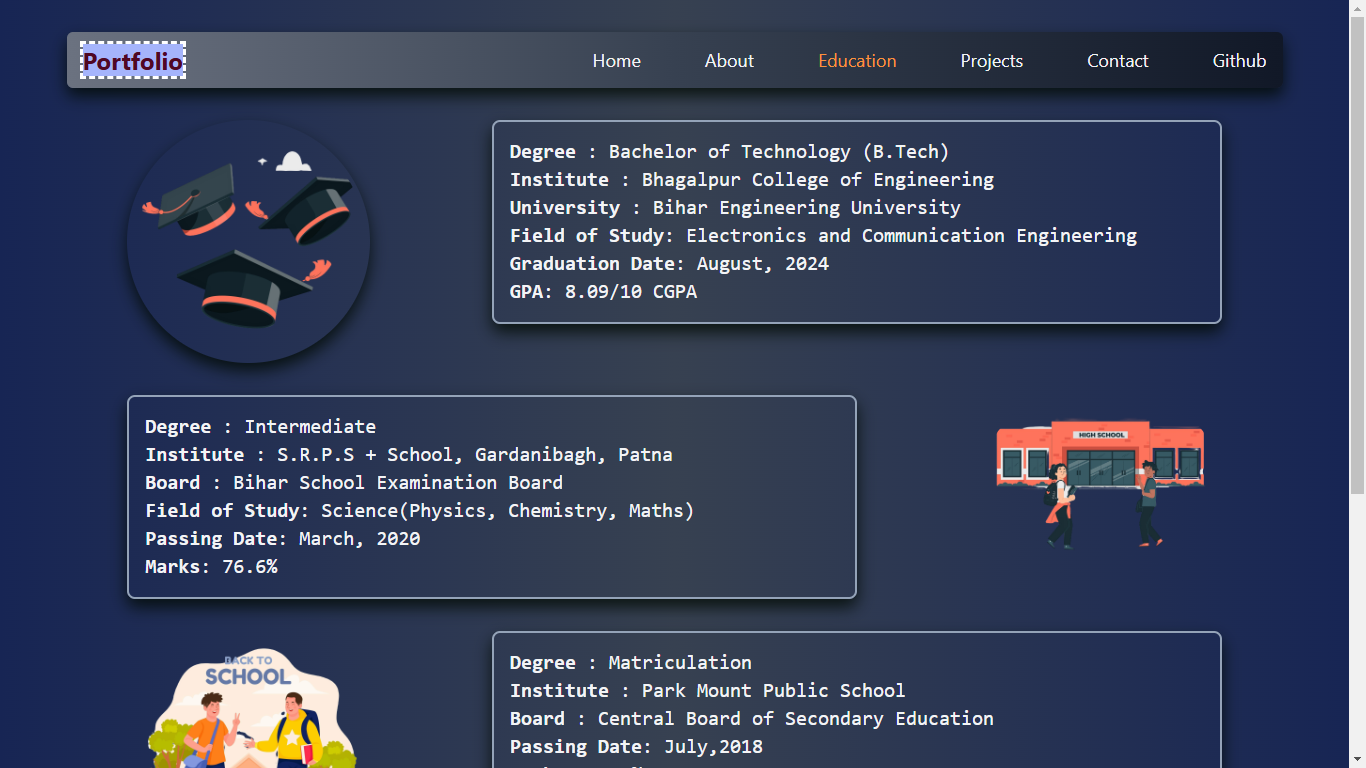 Portfolio
Home About Education Projects Contact Github
Degree : Bachelor of Technology (B.Tech)
Institute : Bhagalpur College of Engineering
University : Bihar Engineering University
Field of Study: Electronics and Communication Engineering
Graduation Date: August, 2024
GPA: 8.09/10 CGPA
Degree : Intermediate
Institute : S.R.P.S + School, Gardanibagh, Patna
Board : Bihar School Examination Board
Field of Study: Science(Physics, Chemistry, Maths)
Passing Date: March, 2020
Marks: 76.6%
HIGH SCHOOL
BACK TO
SCHOOL
Degree : Matriculation
Institute : Park Mount Public School
Board : Central Board of Secondary Education
Passing Date: July,2018